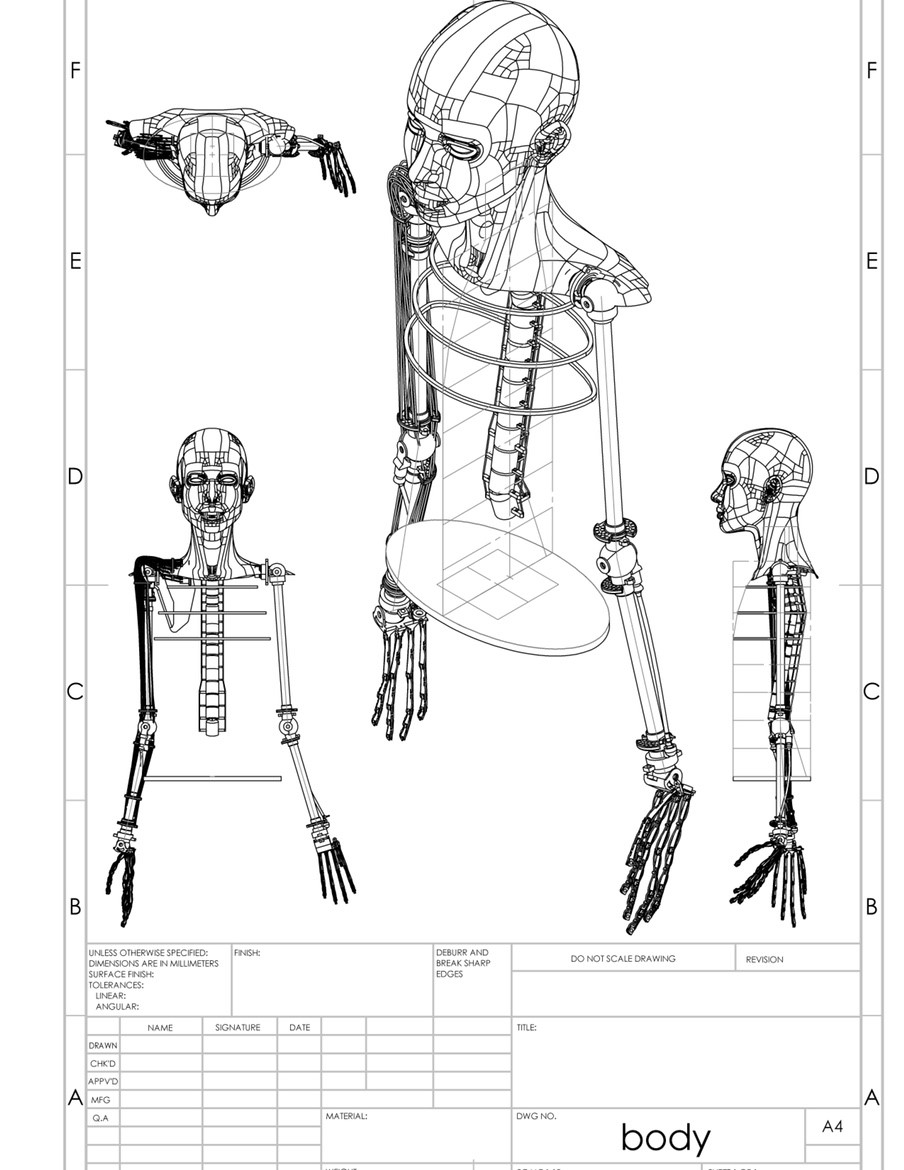 F
F
E
E
D
D
C
C
B
B
UNLESS OTHERWISE SPECIFIED:
DIMENSIONS ARE IN MILLIMETERS
SURFACE FINISH:
TOLERANCES:
LINEAR:
ANGULAR:
FINISH:
DEBURR AND
BREAK SHARP
EDGES
DO NOT SCALE DRAWING
REVISION
NAME
SIGNATURE
DATE
TITLE:
DRAWN
CHK'D
APPV'D
MFG
Q.A
A
A
MATERIAL:
DWG NO.
body
A4